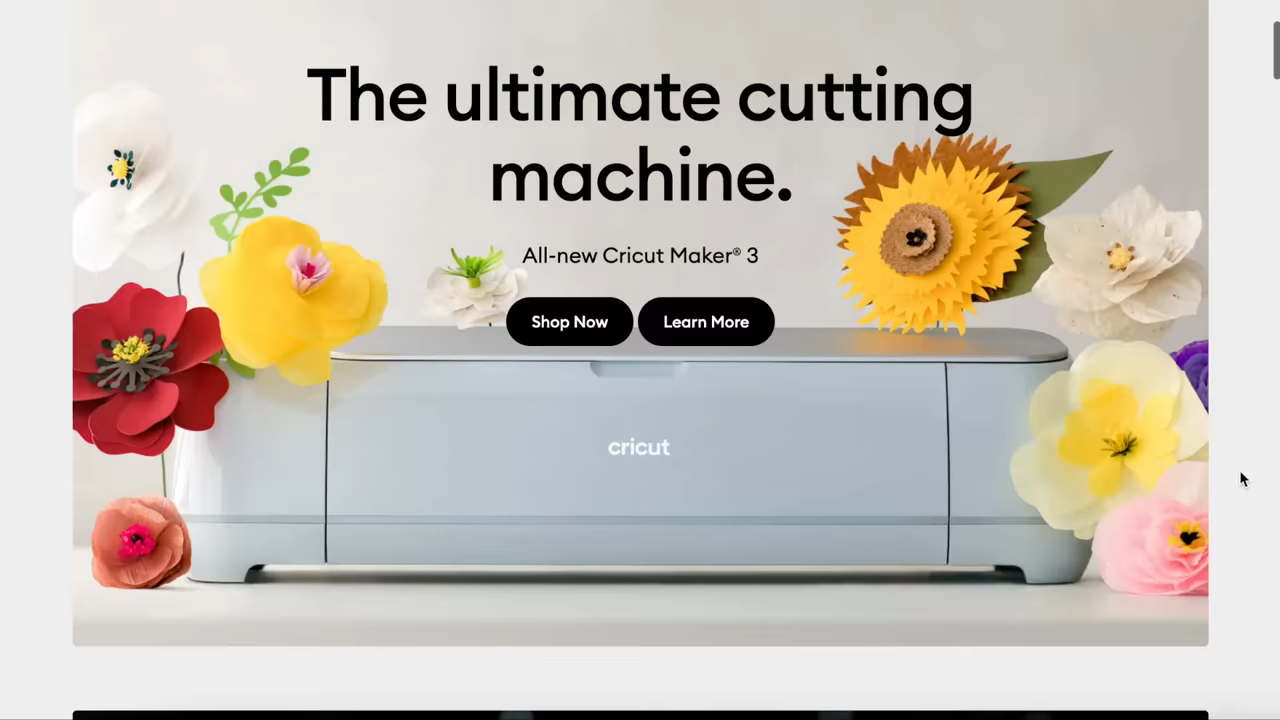 The ultimate cutting
machine.
All-new Cricut Maker® 3
Shop Now
Learn More
cricut